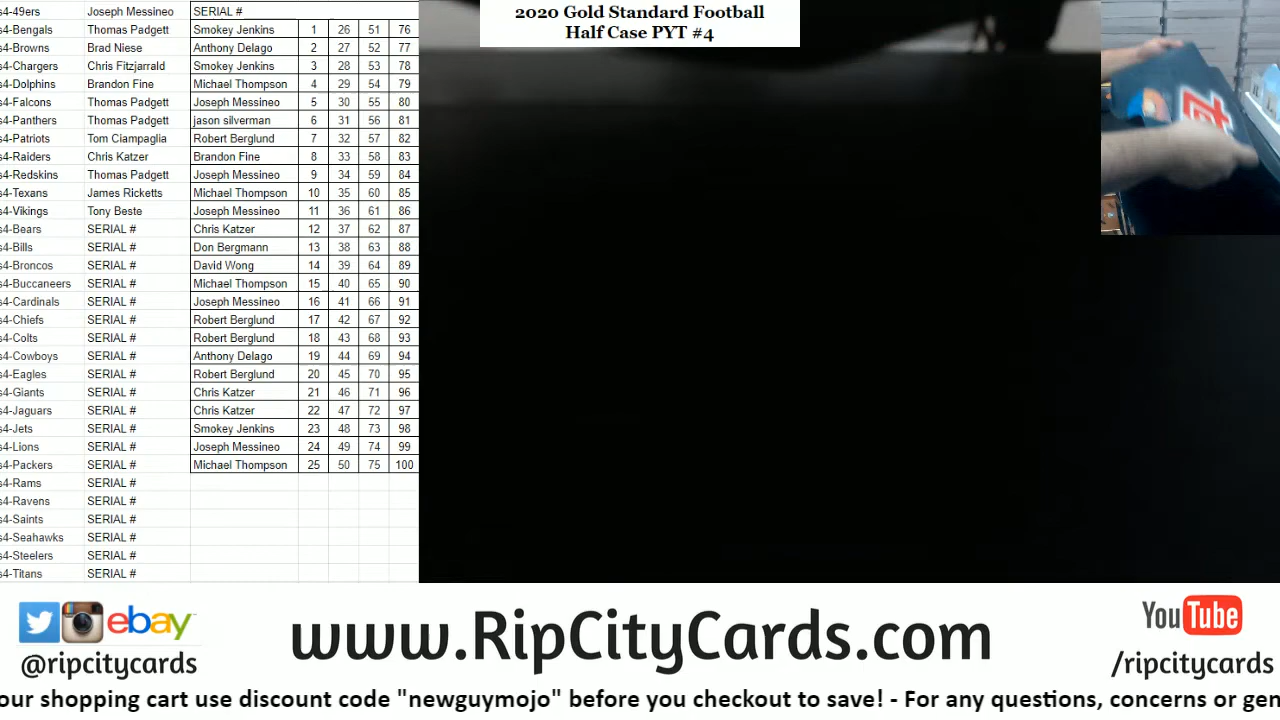 2020 Gold Standard Football
Half Case PYT #4
s4-49ers Joseph Messineo SERIAL #
s4-Bengals Thomas Padgett Smokey Jenkins 1 26 51 76
s4-Browns Brad Niese Anthony Delago 2 27 52 77
s4-Chargers Chris Fitzjarrald Smokey Jenkins 3 28 53 78
s4-Dolphins Brandon Fine Michael Thompson 4 29 54 79
s4-Falcons Thomas Padgett Joseph Messineo 5 30 55 80
s4-Panthers Thomas Padgett jason silverman 6 31 56 81
s4-Patriots Tom Ciampaglia Robert Berglund 7 32 57 82
s4-Raiders Chris Katzer Brandon Fine 8 33 58 83
s4-Redskins Thomas Padgett Joseph Messineo 9 34 59 84
s4-Texans James Ricketts Michael Thompson 10 35 60 85
s4-Vikings Tony Beste Joseph Messineo 11 36 61 86
s4-Bears SERIAL # Chris Katzer 12 37 62 87
s4-Bills SERIAL # Don Bergmann 13 38 63 88
s4-Broncos SERIAL # David Wong 14 39 64 89
s4-Buccaneers SERIAL # Michael Thompson 15 40 65 90
s4-Cardinals SERIAL # Joseph Messineo 16 41 66 91
s4-Chiefs SERIAL # Robert Berglund 17 42 67 92
s4-Colts SERIAL # Robert Berglund 18 43 68 93
s4-Cowboys SERIAL # Anthony Delago 19 44 69 94
s4-Eagles SERIAL # Robert Berglund 20 45 70 95
s4-Giants SERIAL # Chris Katzer 21 46 71 96
s4-Jaguars SERIAL # Chris Katzer 22 47 72 97
s4-Jets SERIAL # Smokey Jenkins 23 48 73 98
s4-Lions SERIAL # Joseph Messineo 24 49 74 99
s4-Packers SERIAL # Michael Thompson 25 50 75 100
s4-Rams SERIAL #
s4-Ravens SERIAL #
s4-Saints SERIAL #
s4-Seahawks SERIAL #
s4-Steelers SERIAL #
s4-Titans SERIAL #
ebay
@ripcitycards
www.RipCityCards.com
YouTube
/ripcitycards
our shopping cart use discount code "newguymojo" before you checkout to save! - For any questions, concerns or gen